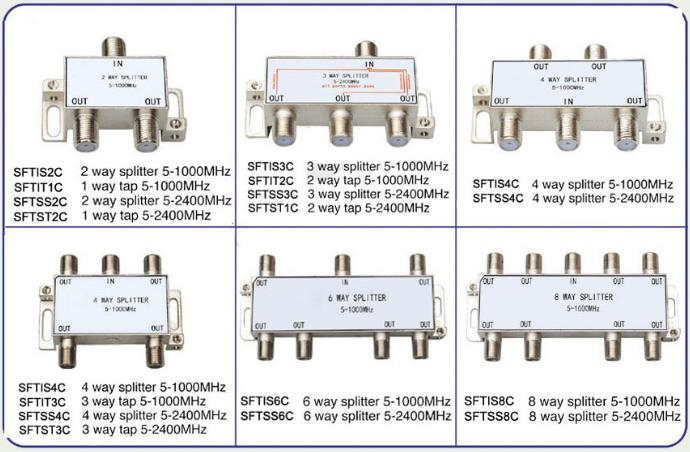 IN
2 WAY SPLITTER
5-1000MHz
OUT OUT
SFTIS2C 2 way splitter 5-1000MHz
SFTIT1C 1 way tap 5-1000MHz
SFTSS2C 2 way splitter 5-2400MHz
SFTST2C 1 way tap 5-2400MHz
IN
3 WAY SPLITTER
5-2400MHz
OUT OUT OUT
SFTIS3C 3 way splitter 5-1000MHz
SFTIT2C 2 way tap 5-1000MHz
SFTSS3C 3 way splitter 5-2400MHz
SFTST1C 2 way tap 5-2400MHz
OUT OUT
4 WAY SPLITTER
5-1000MHz
OUT IN OUT
SFTIS4C 4 way splitter 5-1000MHz
SFTSS4C 4 way splitter 5-2400MHz
OUT IN OUT
4 WAY SPLITTER
5-1000MHz
OUT OUT
SFTIS4C 4 way splitter 5-1000MHz
SFTIT3C 3 way tap 5-1000MHz
SFTSS4C 4 way splitter 5-2400MHz
SFTST3C 3 way tap 5-2400MHz
OUT IN OUT
6 WAY SPLITTER
5-1000MHz
OUT OUT OUT OUT
SFTIS6C 6 way splitter 5-1000MHz
SFTSS6C 6 way splitter 5-2400MHz
OUT OUT IN OUT OUT
8 WAY SPLITTER
5-1000MHz
OUT OUT OUT OUT
SFTIS8C 8 way splitter 5-1000MHz
SFTSS8C 8 way splitter 5-2400MHz